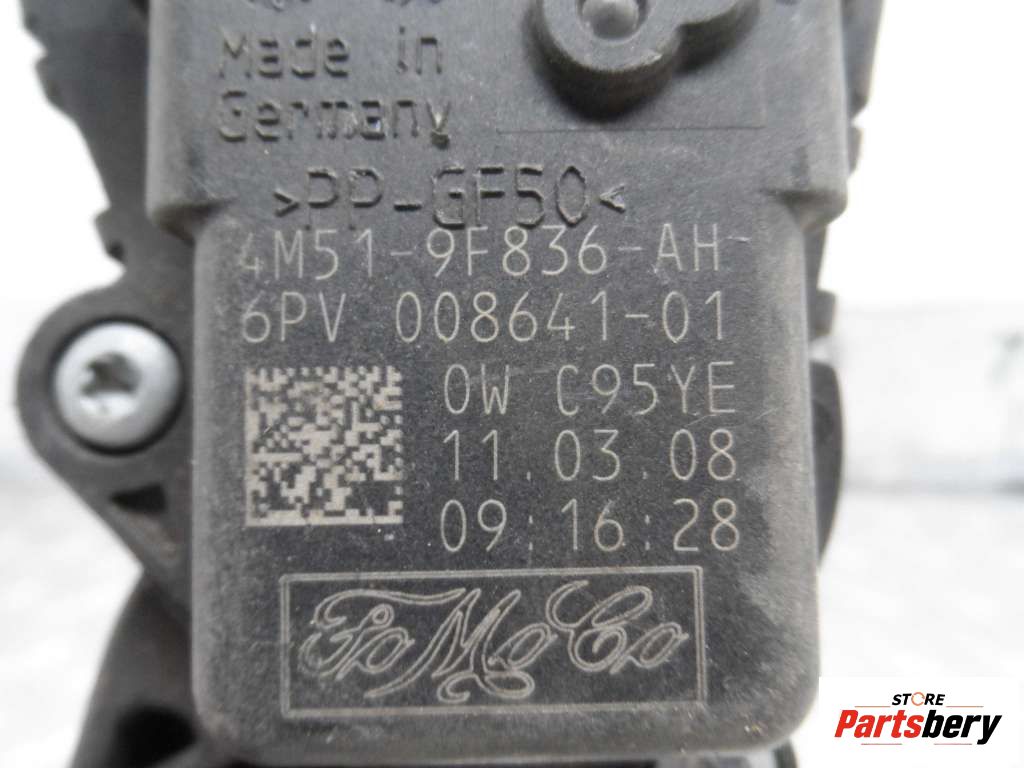 Made in
Germany
>PP-GF50<
4M51-9F836-AH
6PV 008641-01
0W C95YE
11.03.08
09:16:28
FoMoCo
STORE
Partsbery